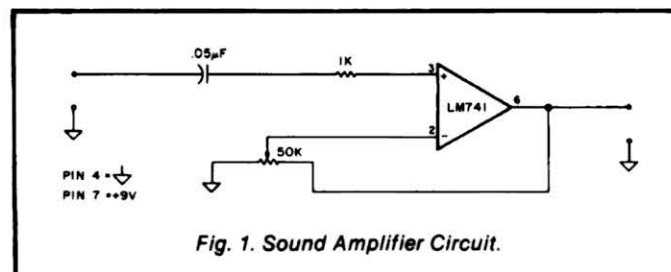 .05µF
1K
3
+
LM741
6
2
-
50K
PIN 4 =
PIN 7 = +9V
Fig. 1. Sound Amplifier Circuit.